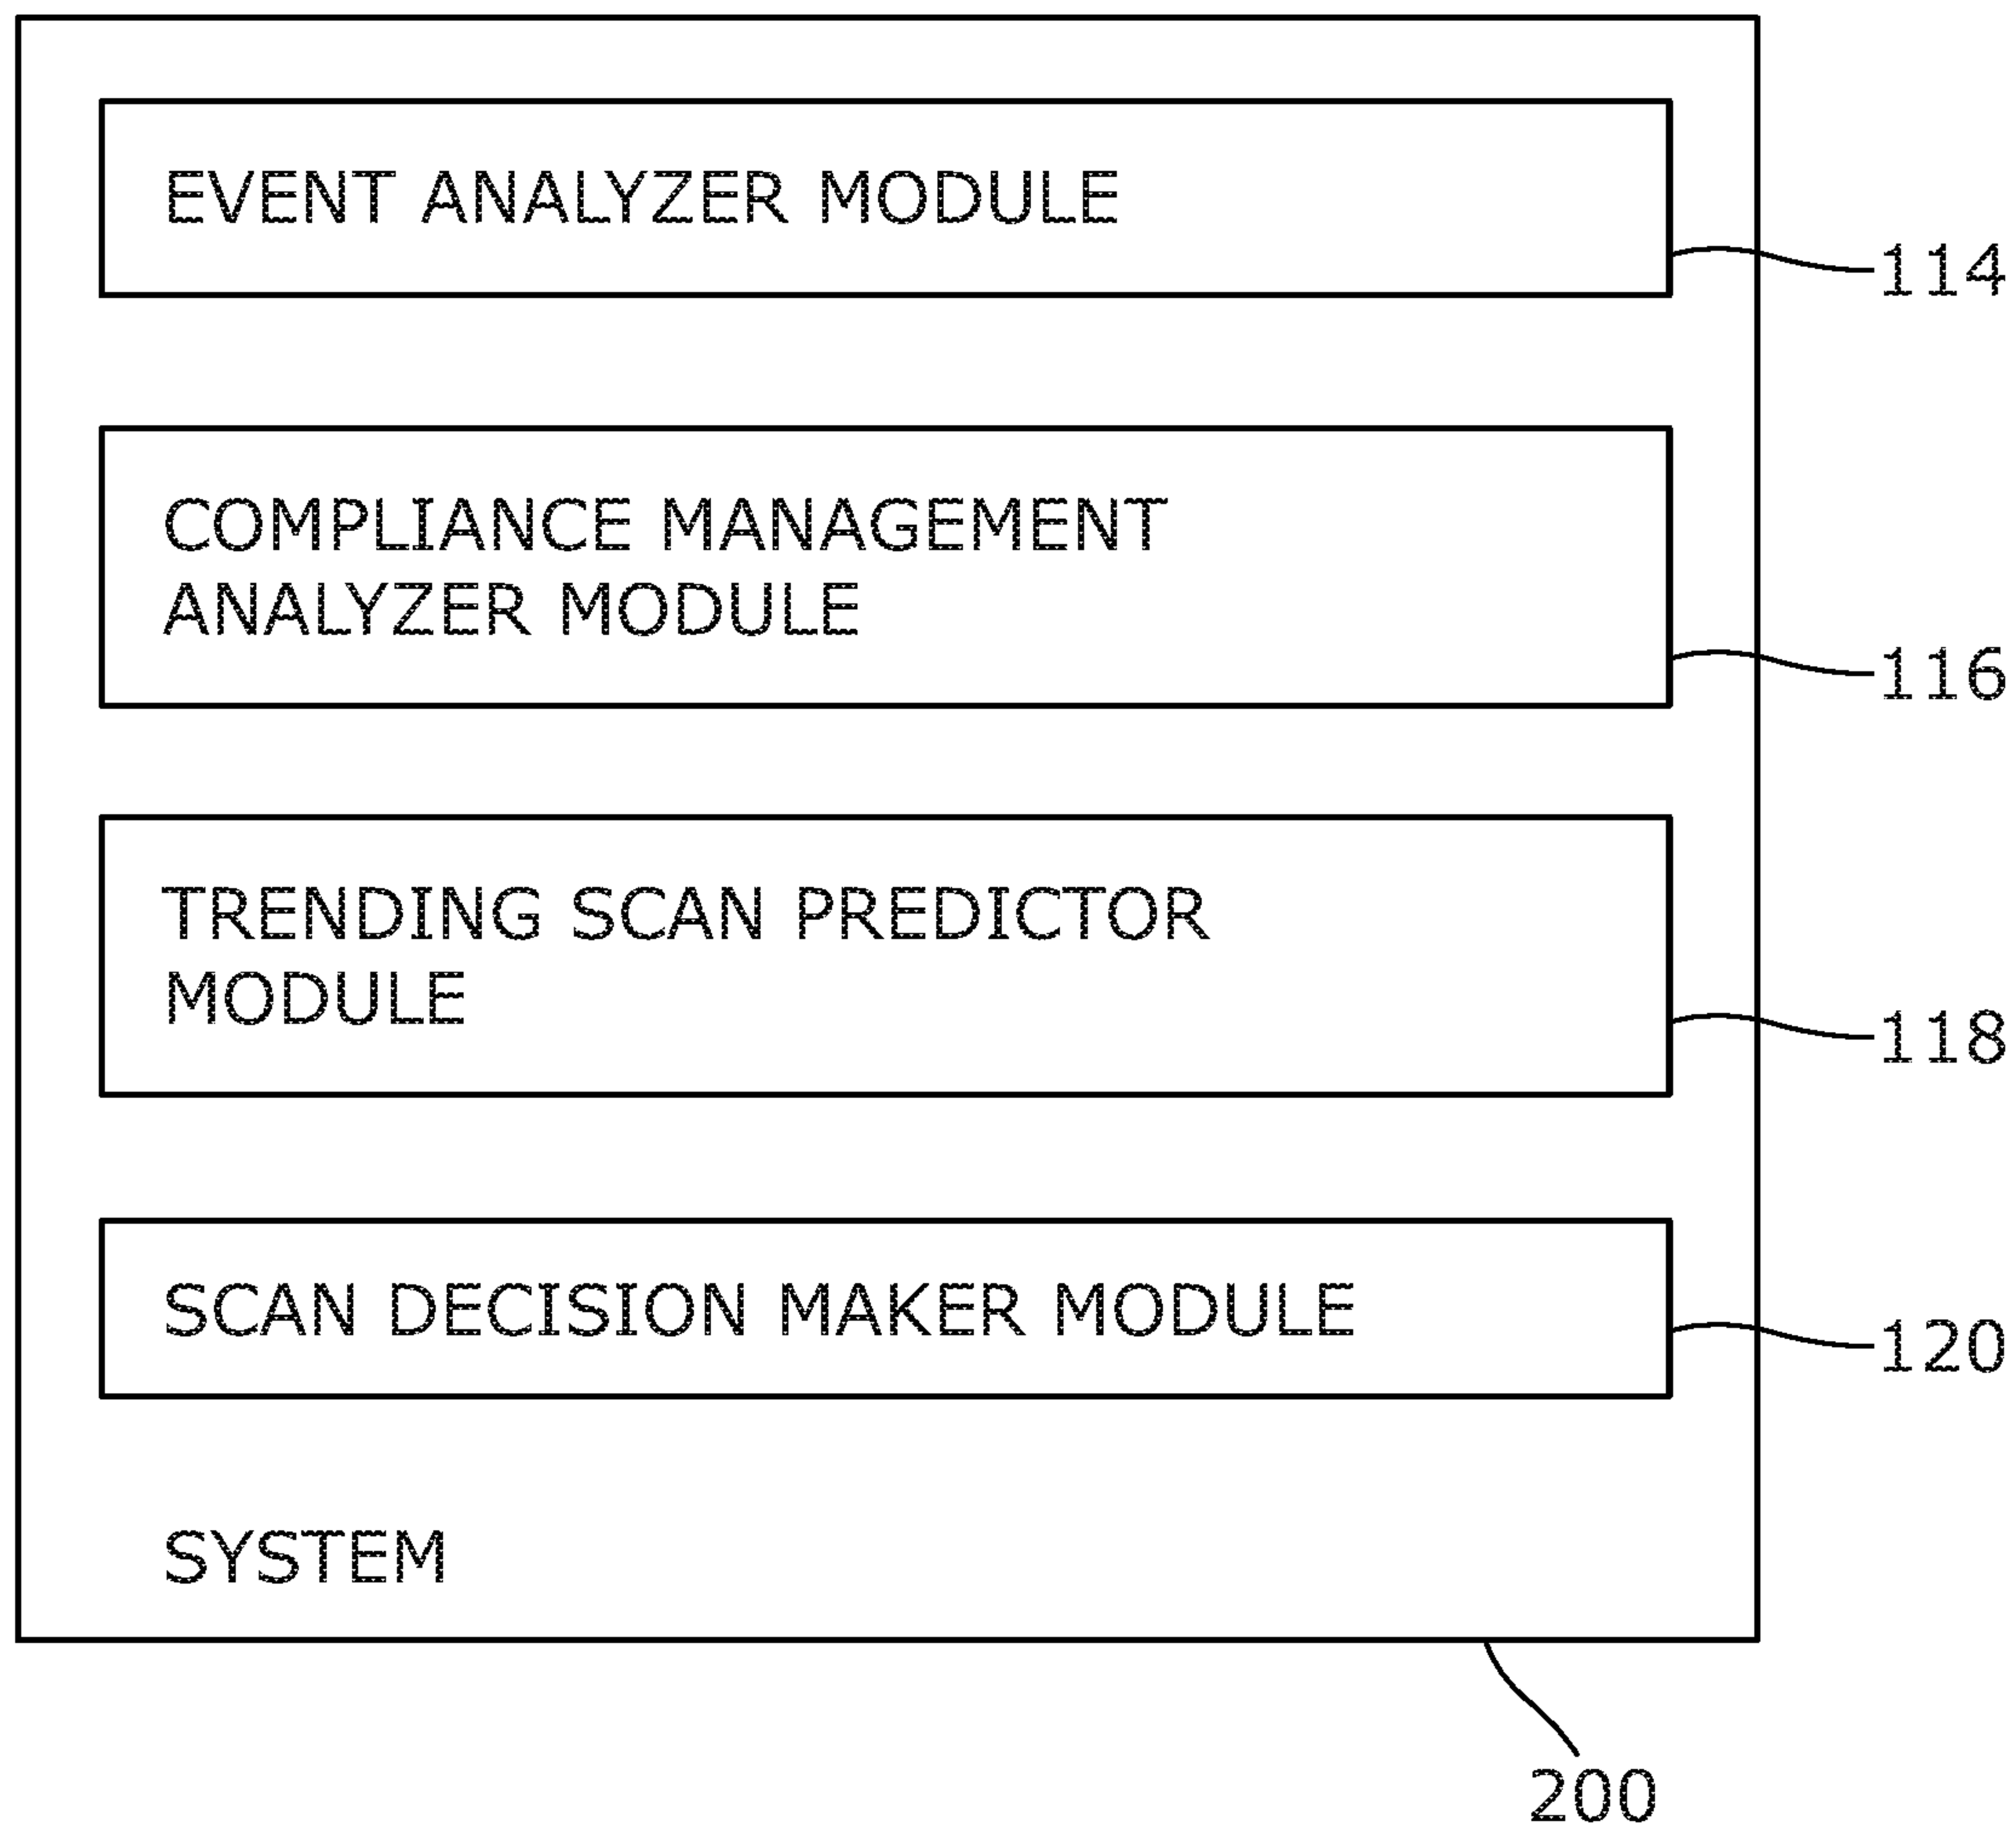 EVENT ANALYZER MODULE
114
COMPLIANCE MANAGEMENT
ANALYZER MODULE
116
TRENDING SCAN PREDICTOR
MODULE
118
SCAN DECISION MAKER MODULE
120
SYSTEM
200